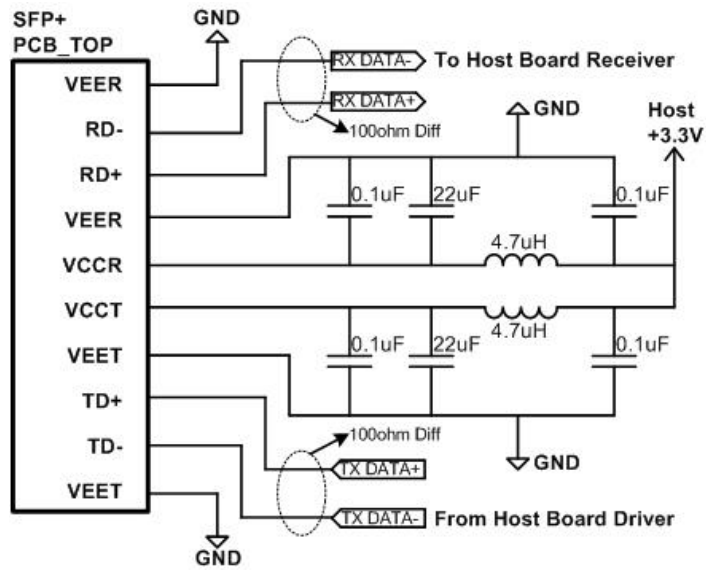 SFP+
PCB_TOP
GND
VEER
RD-
RD+
VEER
VCCR
VCCT
VEET
TD+
TD-
VEET
RX DATA-
To Host Board Receiver
RX DATA+
100ohm Diff
GND
Host
+3.3V
0.1uF
22uF
0.1uF
4.7uH
4.7uH
0.1uF
22uF
0.1uF
100ohm Diff
GND
TX DATA+
TX DATA-
From Host Board Driver
GND